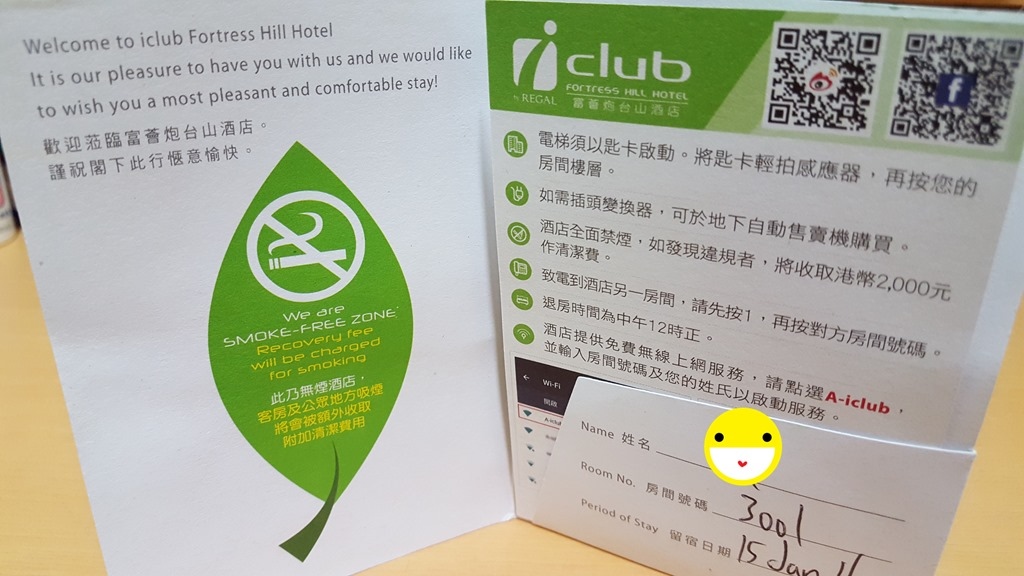 Welcome to iclub Fortress Hill Hotel
It is our pleasure to have you with us and we would like
to wish you a most pleasant and comfortable stay!
歡迎蒞臨富薈炮台山酒店。
謹祝閣下此行愜意愉快。
We are
SMOKE-FREE ZONE
Recovery fee
will be charged
for smoking
此乃無煙酒店，
客房及公眾地方吸煙
將會被額外收取
附加清潔費用
iclub
by REGAL
FORTRESS HILL HOTEL
富薈炮台山酒店
電梯須以匙卡啟動。將匙卡輕拍感應器，再按您的
房間樓層。
如需插頭變換器，可於地下自動售賣機購買。
酒店全面禁煙，如發現違規者，將收取港幣2,000元
作清潔費。
致電到酒店另一房間，請先按1，再按對方房間號碼。
退房時間為中午12時正。
酒店提供免費無線上網服務，請點選A-iclub，
並輸入房間號碼及您的姓氏以啟動服務。
Wi-Fi
開啟
Name 姓名
Room No. 房間號碼 3001
Period of Stay 留宿日期 15 Jan